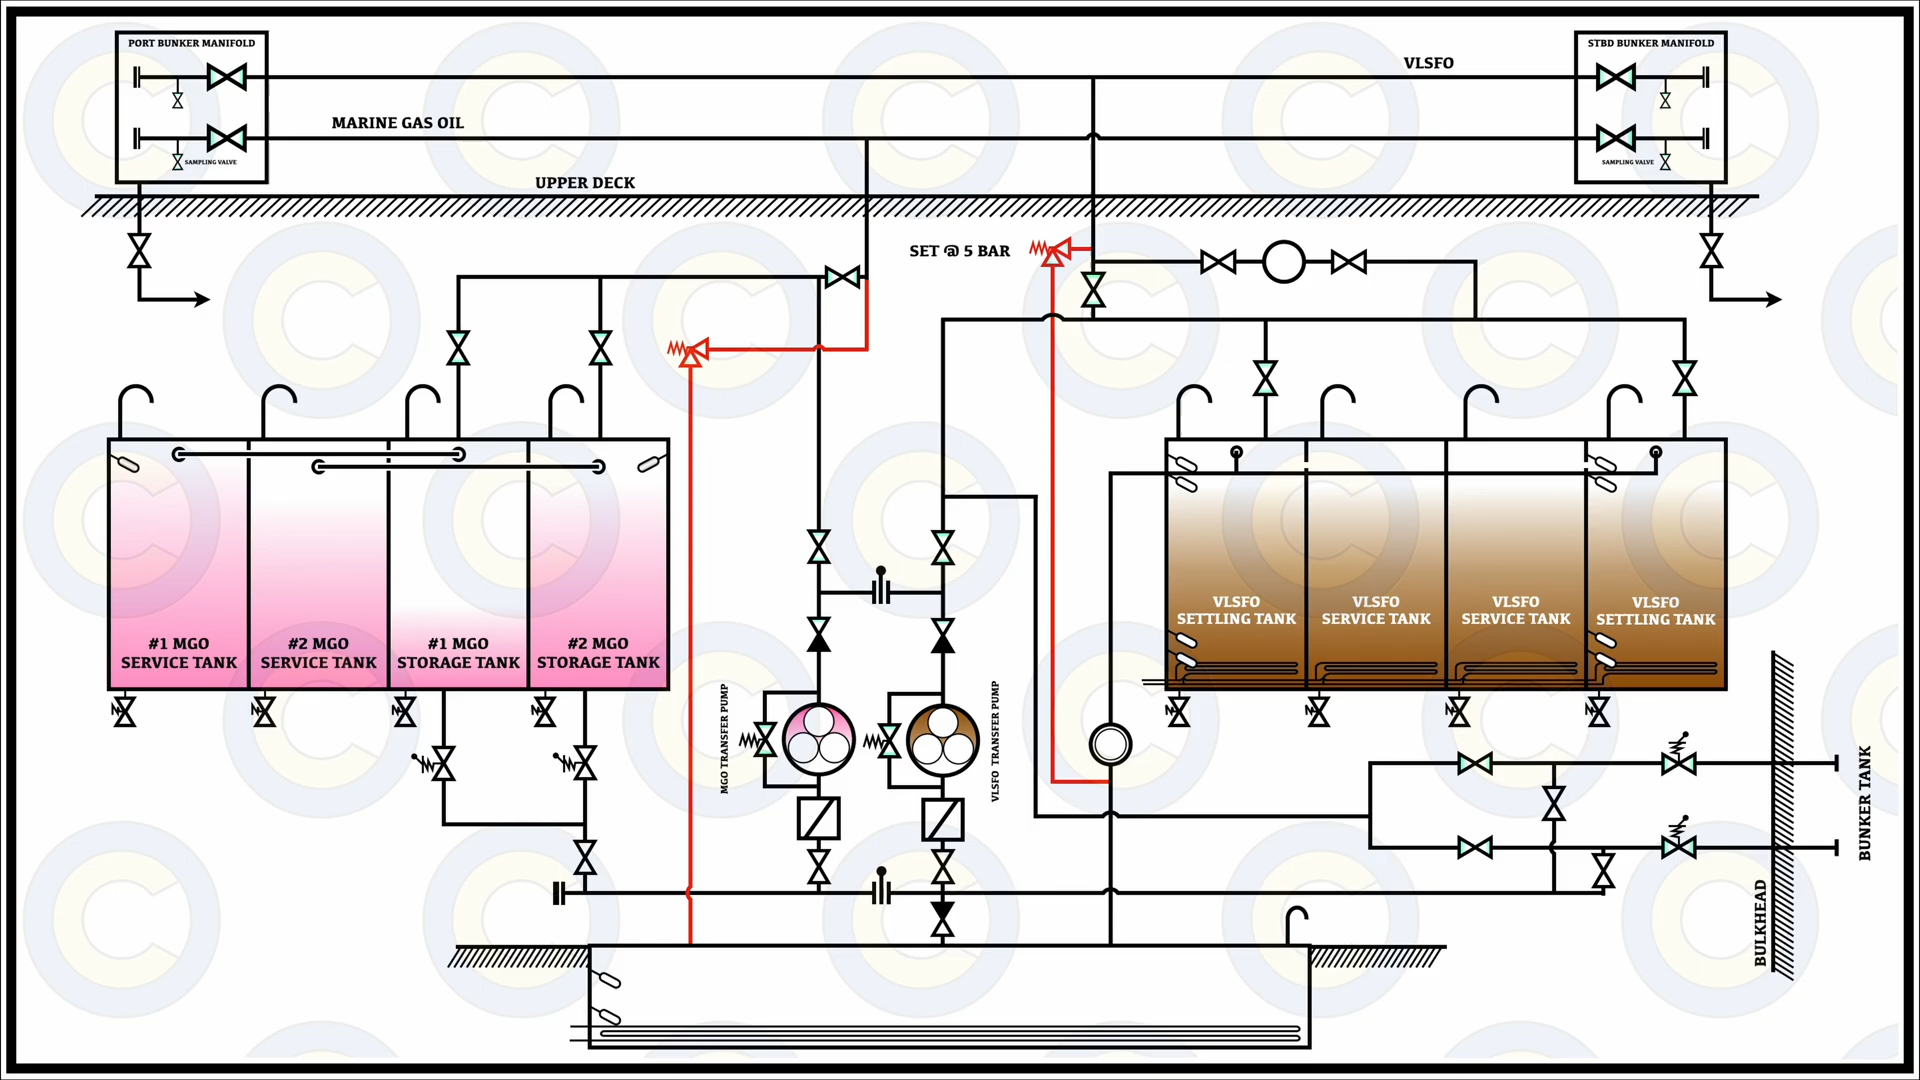 PORT BUNKER MANIFOLD
STBD BUNKER MANIFOLD
VLSFO
MARINE GAS OIL
SAMPLING VALVE
SAMPLING VALVE
UPPER DECK
SET @ 5 BAR
VLSFO
SETTLING TANK
VLSFO
SERVICE TANK
VLSFO
SERVICE TANK
VLSFO
SETTLING TANK
#1 MGO
SERVICE TANK
#2 MGO
SERVICE TANK
#1 MGO
STORAGE TANK
#2 MGO
STORAGE TANK
MGO TRANSFER PUMP
VLSFO TRANSFER PUMP
BUNKER TANK
BULKHEAD